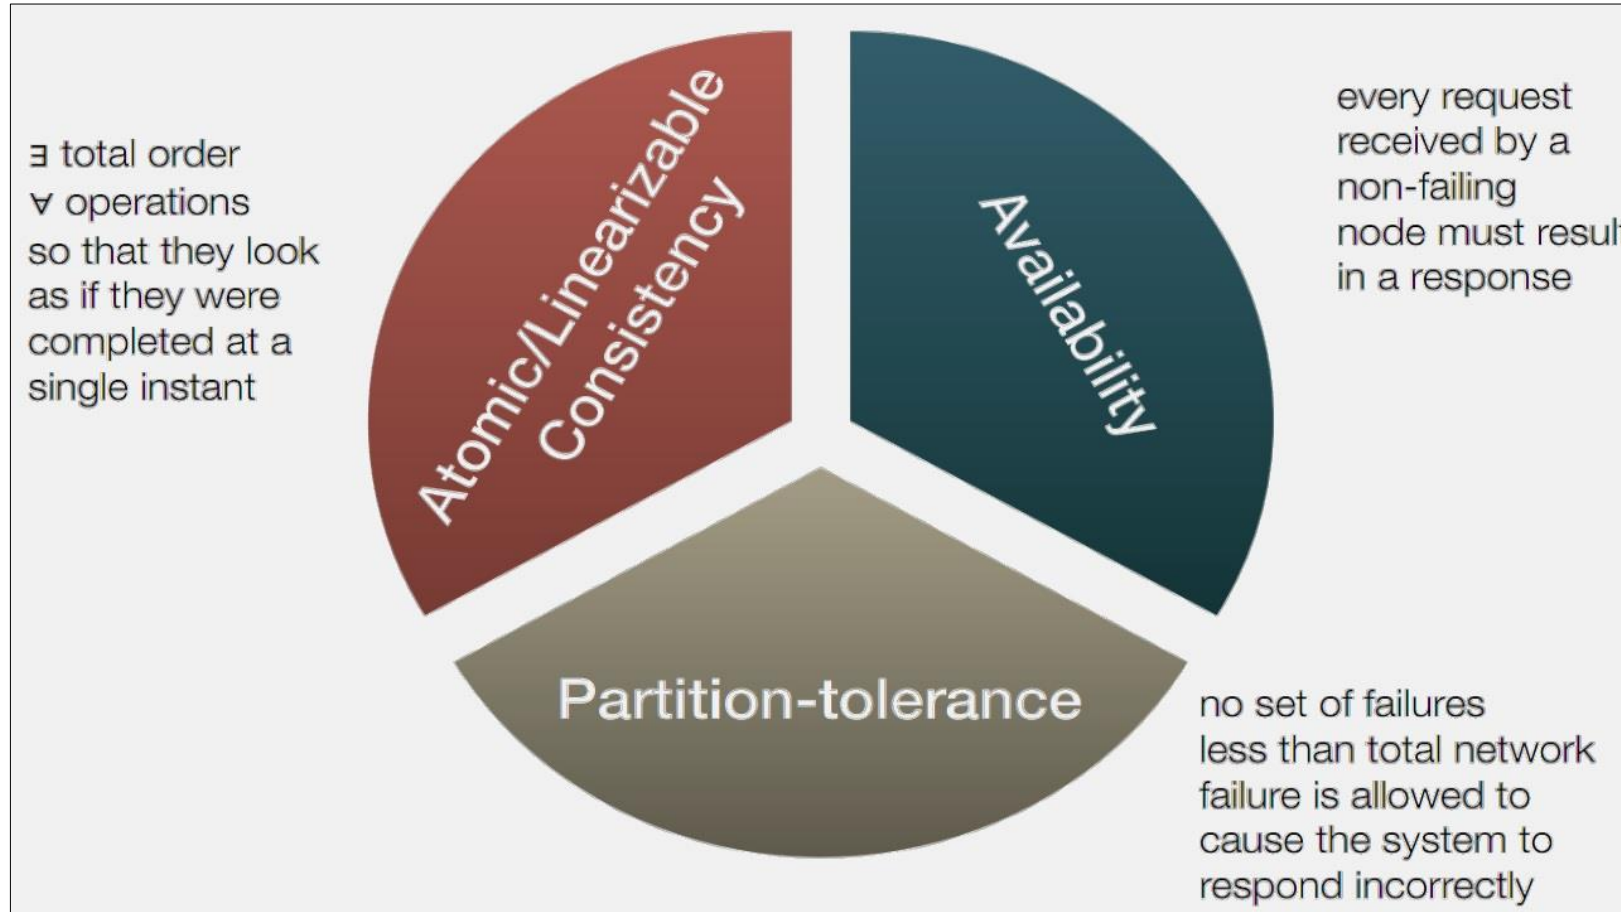 ∃ total order
∀ operations
so that they look
as if they were
completed at a
single instant
Atomic/Linearizable
Consistency
Availability
every request
received by a
non-failing
node must result
in a response
Partition-tolerance
no set of failures
less than total network
failure is allowed to
cause the system to
respond incorrectly